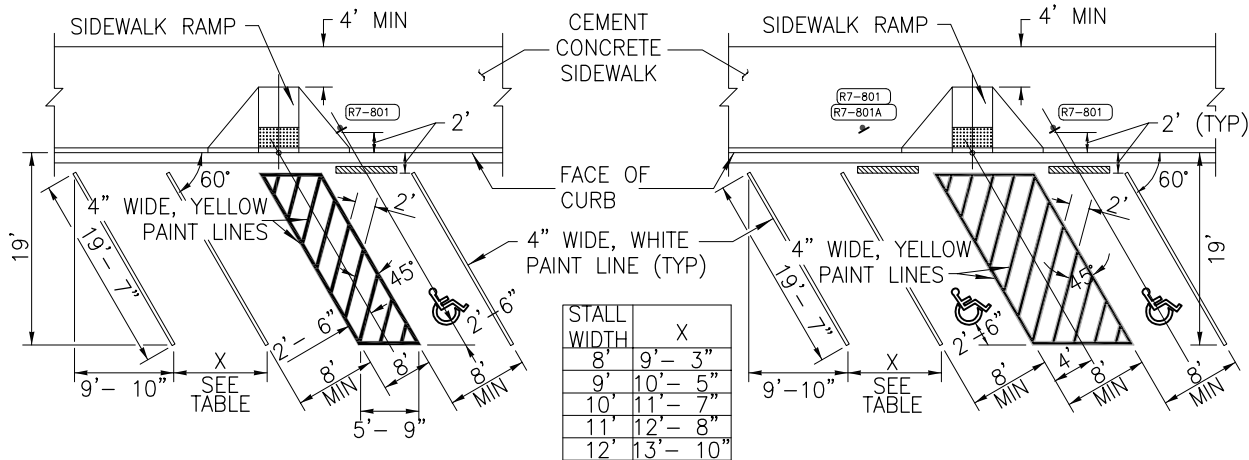 SIDEWALK RAMP
4' MIN
CEMENT
CONCRETE
SIDEWALK
SIDEWALK RAMP
4' MIN
R7-801
2'
R7-801
R7-801A
R7-801
2' (TYP)
60°
FACE OF
CURB
60°
4" WIDE, YELLOW
PAINT LINES
2'
4" WIDE, WHITE
PAINT LINE (TYP)
4" WIDE, YELLOW
PAINT LINES
2'
19'
19'- 7"
45°
2'-6"
2'- 6"
19'- 7"
45°
2'-6"
19'
9'- 10"
X
SEE
TABLE
8'
MIN
8'
8'
MIN
5'- 9"
STALL WIDTH X
8' 9'- 3"
9' 10'- 5"
10' 11'- 7"
11' 12'- 8"
12' 13'- 10"
9'-10"
X
SEE
TABLE
8'
MIN
4'
8'
MIN
8'
MIN